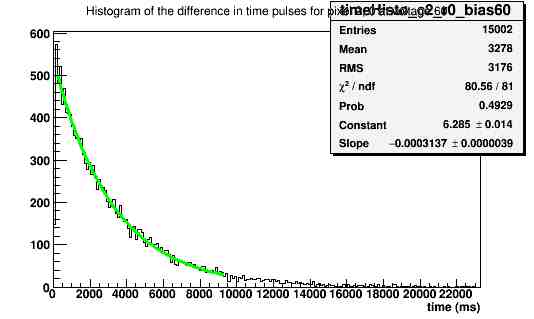 Histogram of the difference in time pulses for pixel
timeHisto_c2_r0_bias60
Entries 15002
Mean 3278
RMS 3176
χ² / ndf 80.56 / 81
Prob 0.4929
Constant 6.285 ± 0.014
Slope −0.0003137 ± 0.0000039
600
500
400
300
200
100
0
0 2000 4000 6000 8000 10000 12000 14000 16000 18000 20000 22000
time (ms)